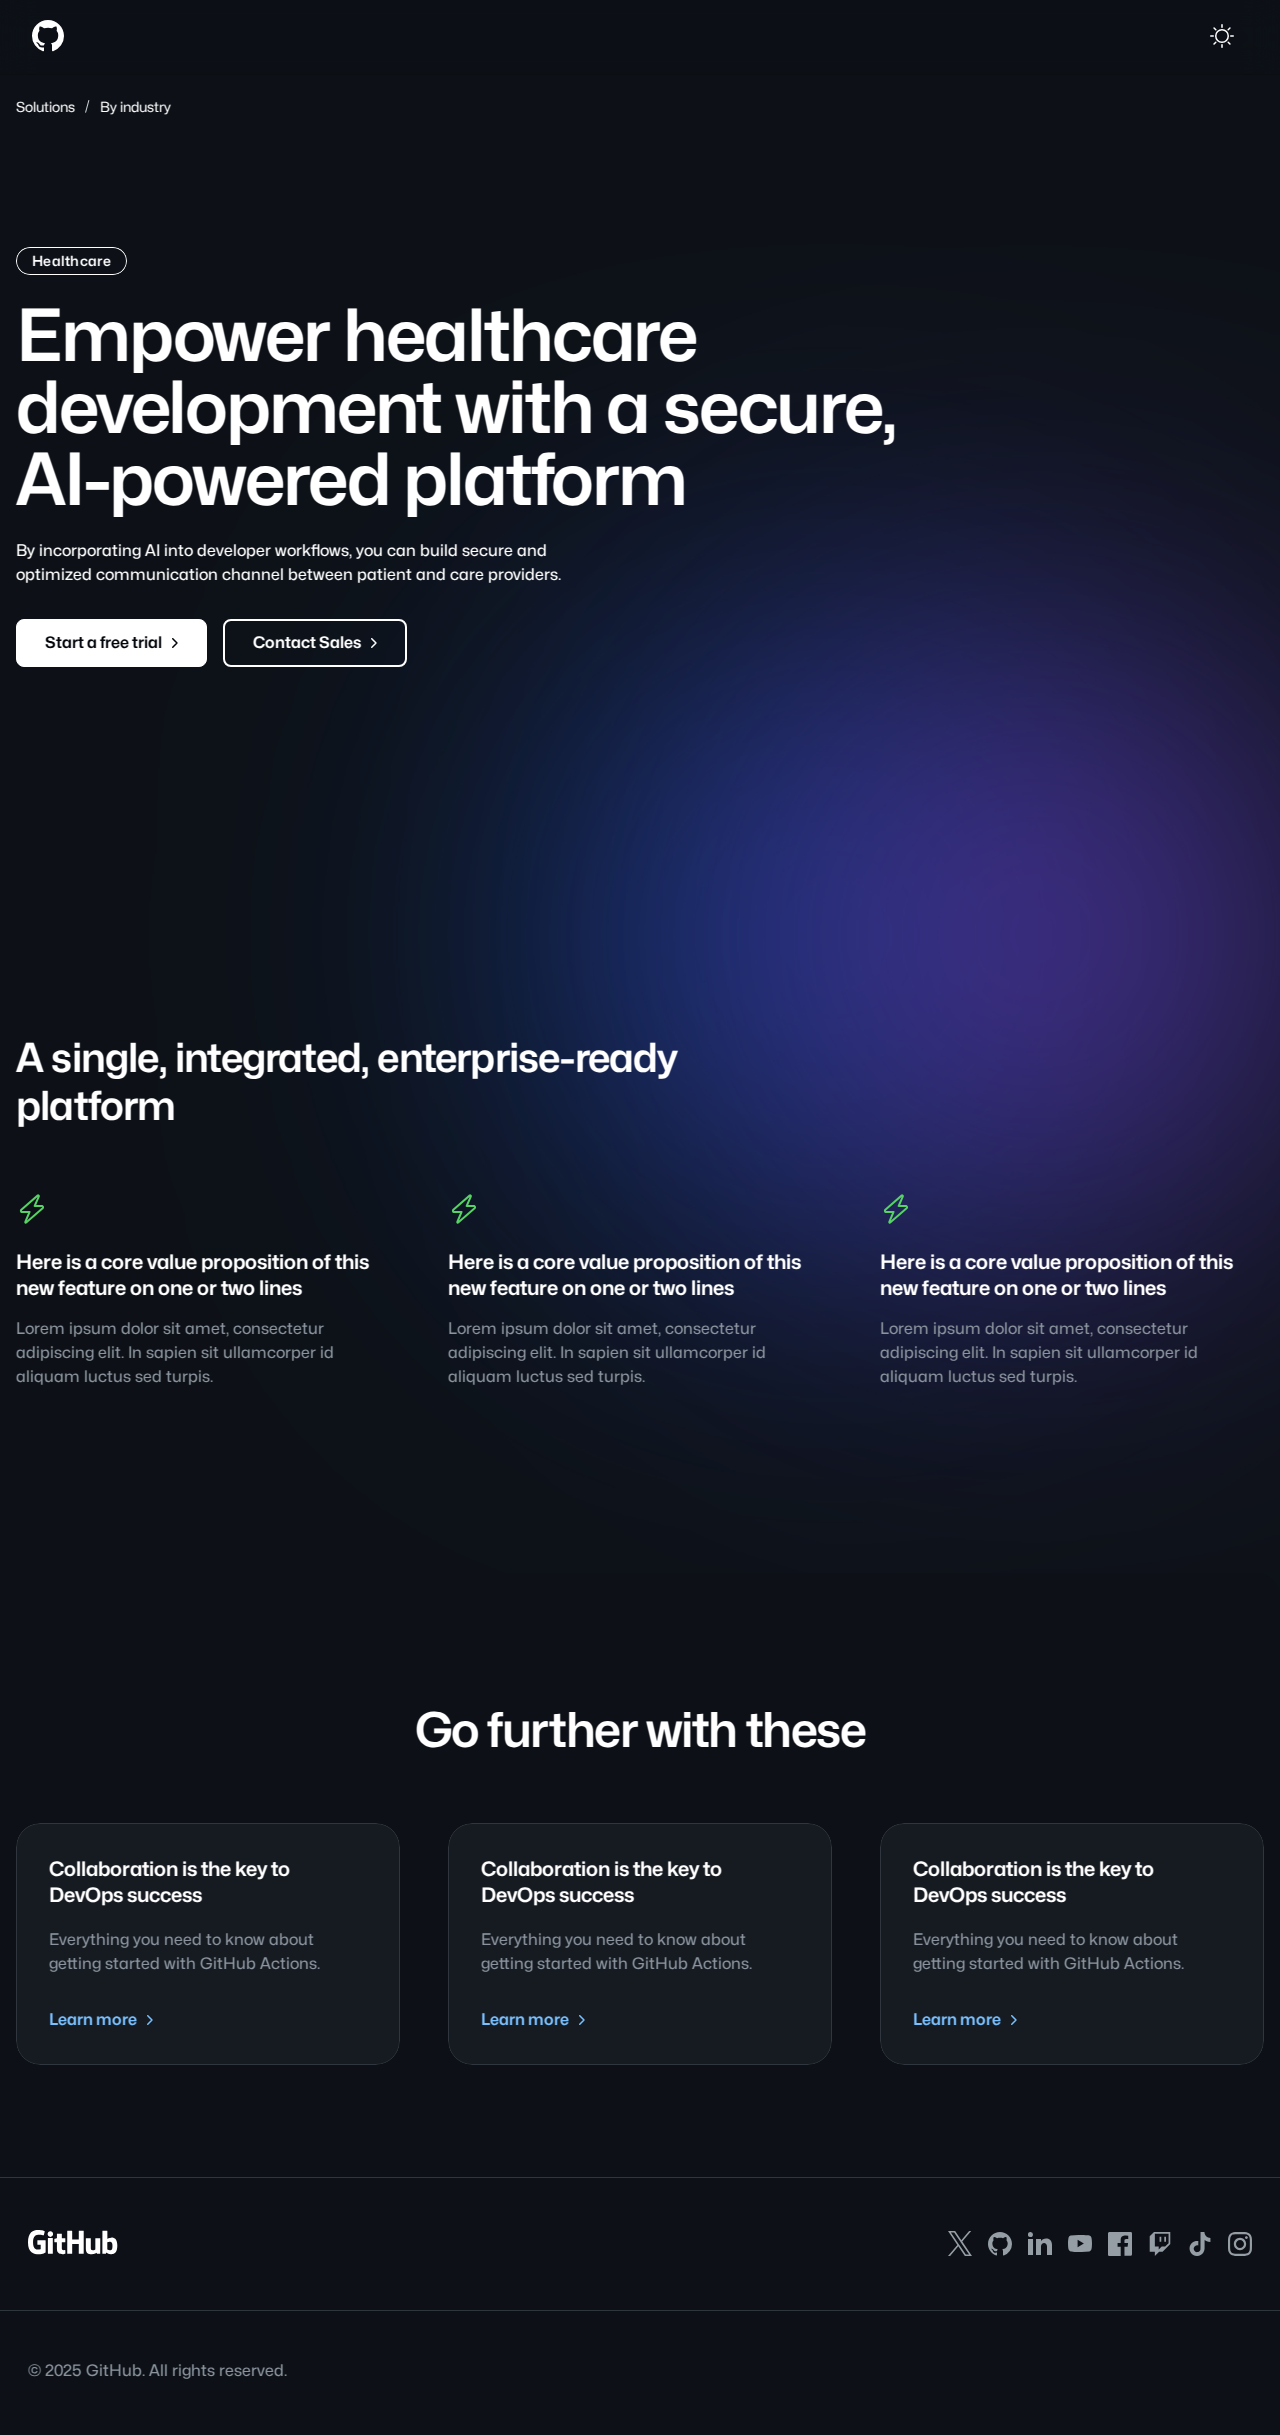 Solutions / By industry
Healthcare
Empower healthcare
development with a secure,
AI-powered platform
By incorporating AI into developer workflows, you can build secure and
optimized communication channel between patient and care providers.
Start a free trial
Contact Sales
A single, integrated, enterprise-ready
platform
Here is a core value proposition of this
new feature on one or two lines
Lorem ipsum dolor sit amet, consectetur
adipiscing elit. In sapien sit ullamcorper id
aliquam luctus sed turpis.
Here is a core value proposition of this
new feature on one or two lines
Lorem ipsum dolor sit amet, consectetur
adipiscing elit. In sapien sit ullamcorper id
aliquam luctus sed turpis.
Here is a core value proposition of this
new feature on one or two lines
Lorem ipsum dolor sit amet, consectetur
adipiscing elit. In sapien sit ullamcorper id
aliquam luctus sed turpis.
Go further with these
Collaboration is the key to
DevOps success
Everything you need to know about
getting started with GitHub Actions.
Learn more
Collaboration is the key to
DevOps success
Everything you need to know about
getting started with GitHub Actions.
Learn more
Collaboration is the key to
DevOps success
Everything you need to know about
getting started with GitHub Actions.
Learn more
GitHub
© 2025 GitHub. All rights reserved.